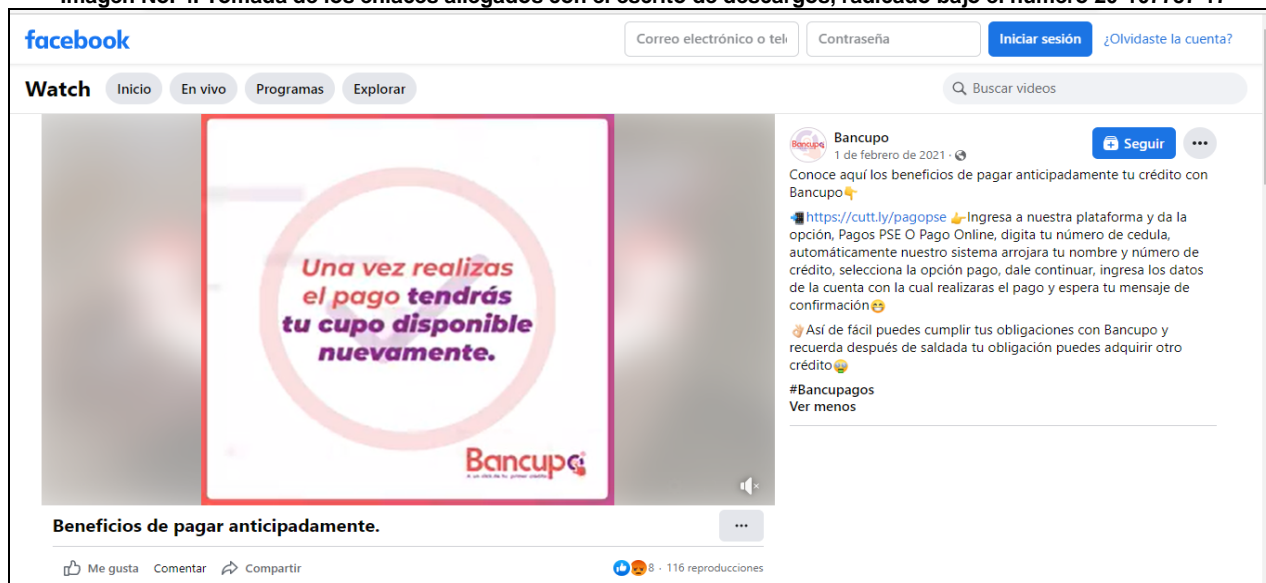 facebook
Correo electrónico o tel
Contraseña
Iniciar sesión
¿Olvidaste la cuenta?
Watch
Inicio
En vivo
Programas
Explorar
Buscar videos
Una vez realizas
el pago tendrás
tu cupo disponible
nuevamente.
Bancupo
Bancupo
1 de febrero de 2021 ·
Seguir
Conoce aquí los beneficios de pagar anticipadamente tu crédito con
Bancupo👇
📲https://cutt.ly/pagopse 👉Ingresa a nuestra plataforma y da la
opción, Pagos PSE O Pago Online, digita tu número de cedula,
automáticamente nuestro sistema arrojara tu nombre y número de
crédito, selecciona la opción pago, dale continuar, ingresa los datos
de la cuenta con la cual realizaras el pago y espera tu mensaje de
confirmación😁
👌Así de fácil puedes cumplir tus obligaciones con Bancupo y
recuerda después de saldada tu obligación puedes adquirir otro
crédito🤑
#Bancupagos
Ver menos
Beneficios de pagar anticipadamente.
Me gusta
Comentar
Compartir
8 · 116 reproducciones